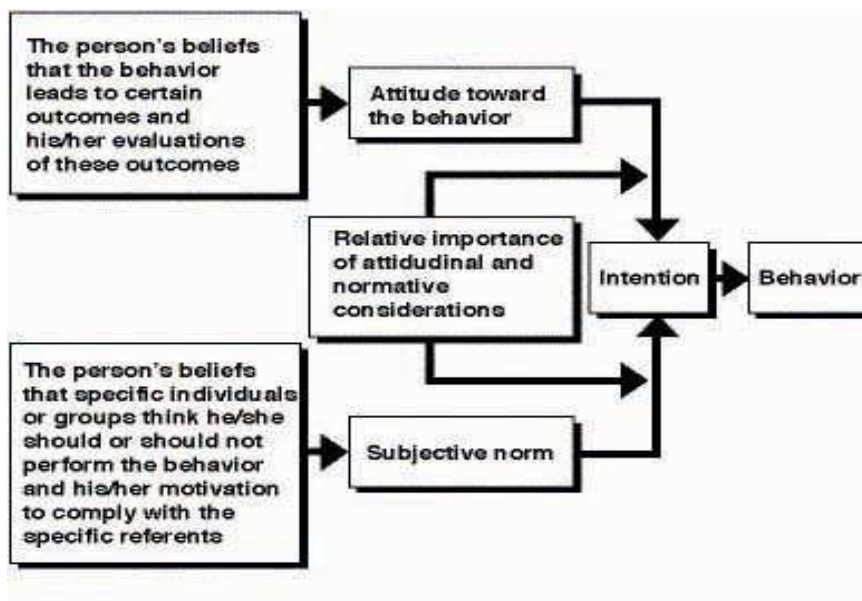 The person's beliefs
that the behavior
leads to certain
outcomes and
his/her evaluations
of these outcomes
Attitude toward
the behavior
Relative importance
of attidudinal and
normative
considerations
Intention
Behavior
The person's beliefs
that specific individuals
or groups think he/she
should or should not
perform the behavior
and his/her motivation
to comply with the
specific referents
Subjective norm